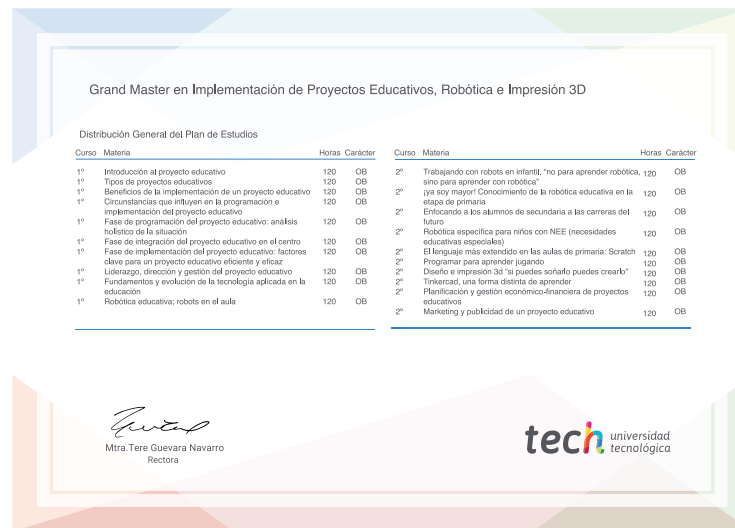 Grand Master en Implementación de Proyectos Educativos, Robótica e Impresión 3D
Distribución General del Plan de Estudios
Curso Materia Horas Carácter
1º Introducción al proyecto educativo 120 OB
1º Tipos de proyectos educativos 120 OB
1º Beneficios de la implementación de un proyecto educativo 120 OB
1º Circunstancias que influyen en la programación e 120 OB
implementación del proyecto educativo
1º Fase de programación del proyecto educativo: análisis 120 OB
holístico de la situación
1º Fase de integración del proyecto educativo en el centro 120 OB
1º Fase de implementación del proyecto educativo: factores 120 OB
clave para un proyecto educativo eficiente y eficaz
1º Liderazgo, dirección y gestión del proyecto educativo 120 OB
1º Fundamentos y evolución de la tecnología aplicada en la 120 OB
educación
1º Robótica educativa; robots en el aula 120 OB
Curso Materia Horas Carácter
2º Trabajando con robots en infantil, "no para aprender robótica, 120 OB
sino para aprender con robótica"
2º ¡ya soy mayor! Conocimiento de la robótica educativa en la 120 OB
etapa de primaria
2º Enfocando a los alumnos de secundaria a las carreras del 120 OB
futuro
2º Robótica específica para niños con NEE (necesidades 120 OB
educativas especiales)
2º El lenguaje más extendido en las aulas de primaria: Scratch 120 OB
2º Programar para aprender jugando 120 OB
2º Diseño e impresión 3d "si puedes soñarlo puedes crearlo" 120 OB
2º Tinkercad, una forma distinta de aprender 120 OB
2º Planificación y gestión económico-financiera de proyectos 120 OB
educativos
2º Marketing y publicidad de un proyecto educativo 120 OB
Mtra.Tere Guevara Navarro
Rectora
tech universidad
tecnológica